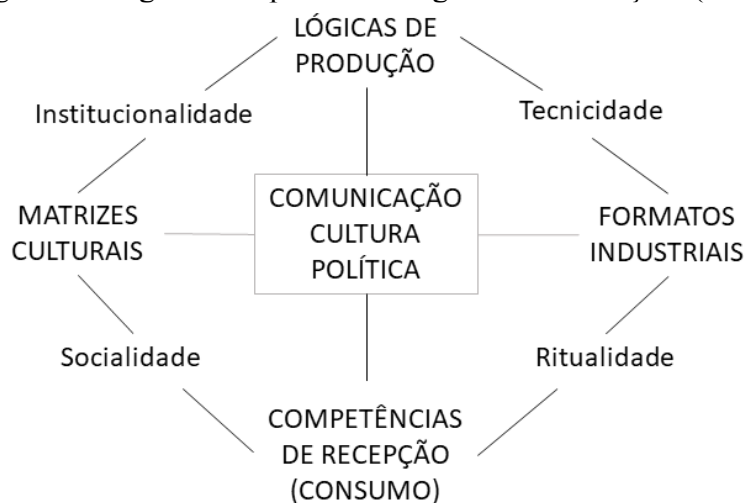 LÓGICAS DE
PRODUÇÃO
Institucionalidade
Tecnicidade
MATRIZES
CULTURAIS
COMUNICAÇÃO
CULTURA
POLÍTICA
FORMATOS
INDUSTRIAIS
Socialidade
Ritualidade
COMPETÊNCIAS
DE RECEPÇÃO
(CONSUMO)